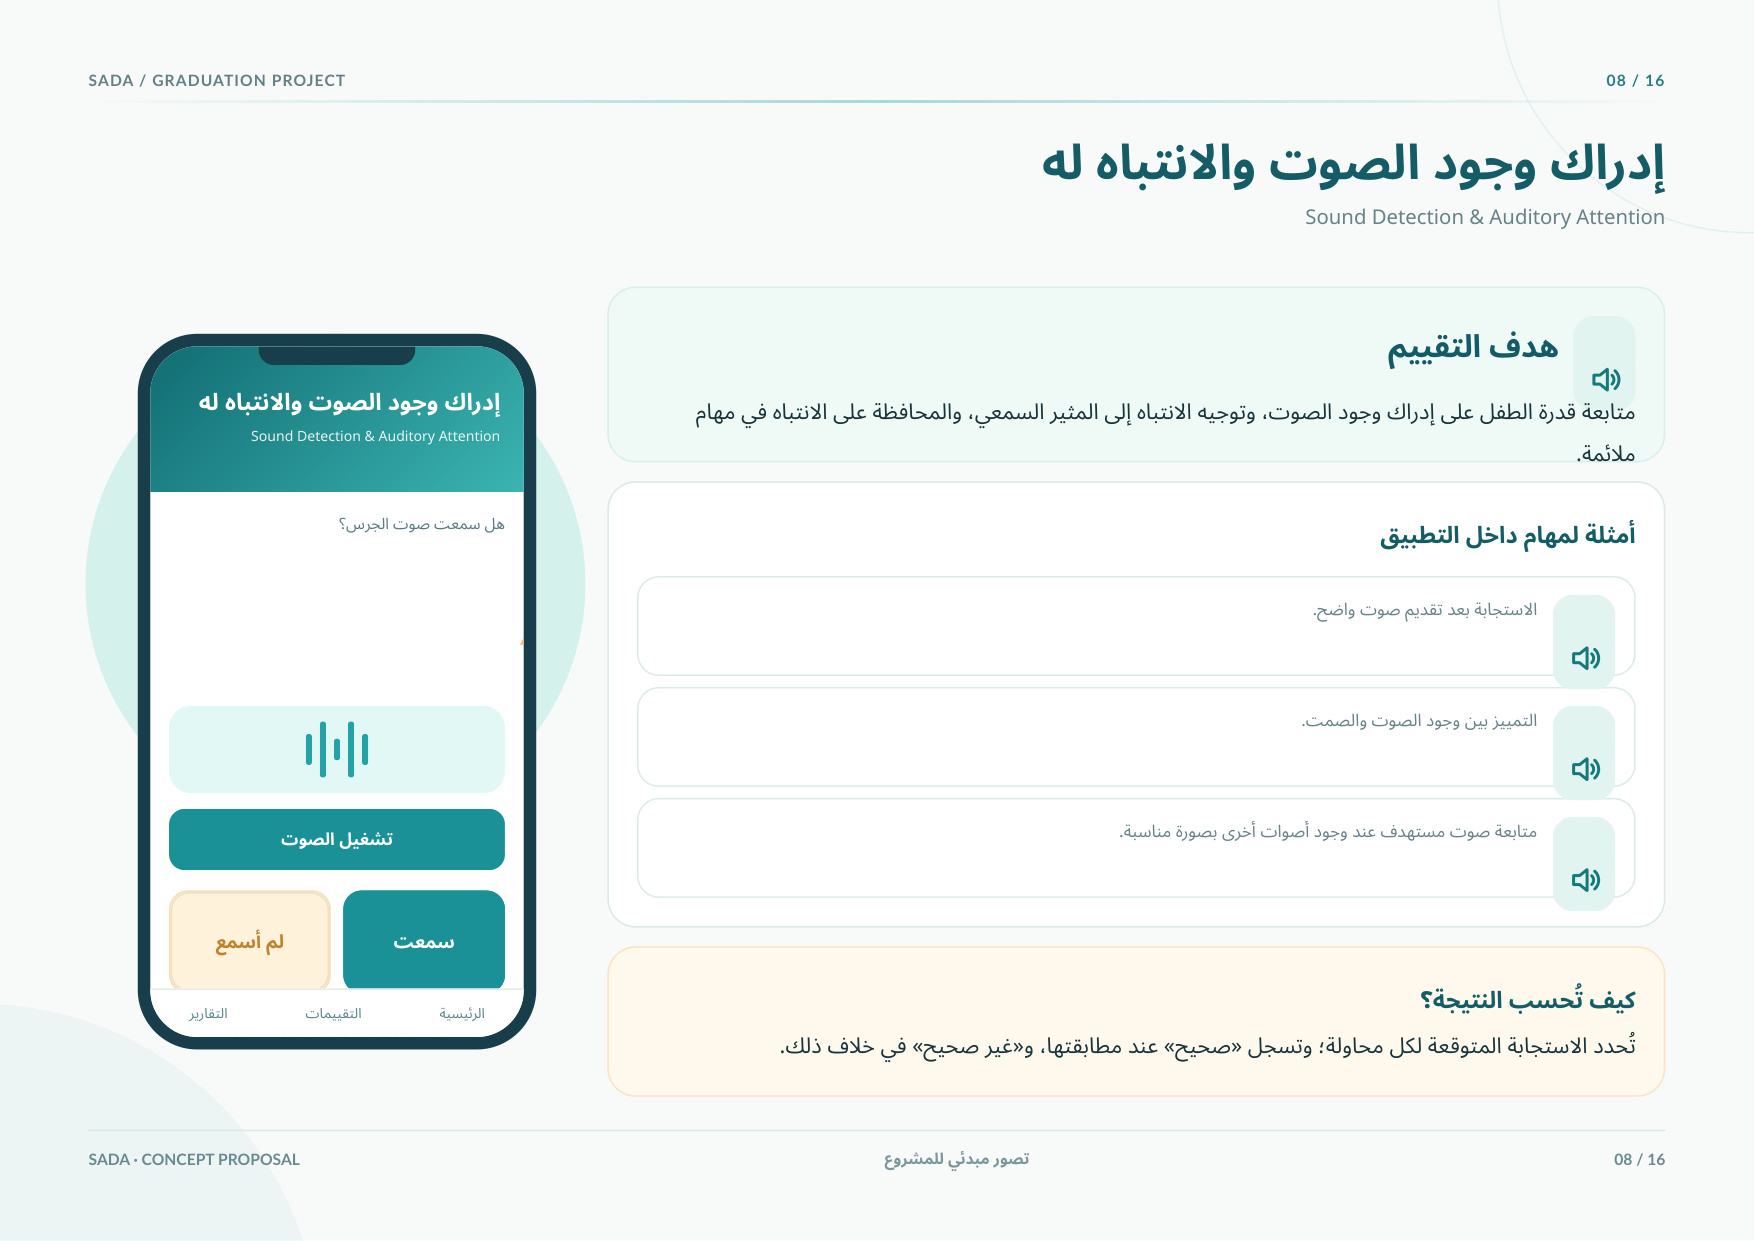 SADA / GRADUATION PROJECT
08 / 16
إدراك وجود الصوت والانتباه له
Sound Detection & Auditory Attention
هدف التقييم
متابعة قدرة الطفل على إدراك وجود الصوت، وتوجيه الانتباه إلى المثير السمعي، والمحافظة على الانتباه في مهام
ملائمة.
أمثلة لمهام داخل التطبيق
الاستجابة بعد تقديم صوت واضح.
التمييز بين وجود الصوت والصمت.
متابعة صوت مستهدف عند وجود أصوات أخرى بصورة مناسبة.
كيف تُحسب النتيجة؟
تُحدد الاستجابة المتوقعة لكل محاولة؛ وتسجل «صحيح» عند مطابقتها، و«غير صحيح» في خلاف ذلك.
إدراك وجود الصوت والانتباه له
Sound Detection & Auditory Attention
هل سمعت صوت الجرس؟
تشغيل الصوت
سمعت
لم أسمع
الرئيسية
التقييمات
التقارير
SADA · CONCEPT PROPOSAL
تصور مبدئي للمشروع
08 / 16